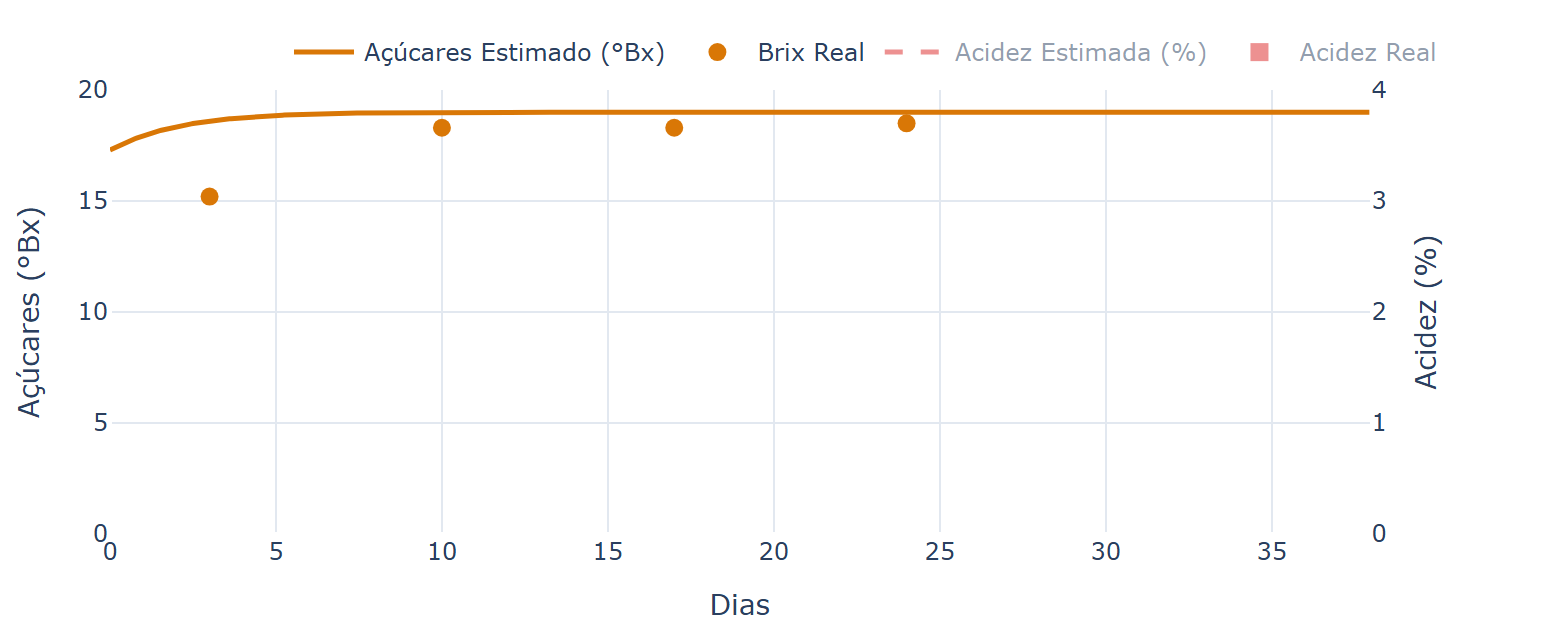 Açúcares Estimado (°Bx) Brix Real Acidez Estimada (%) Acidez Real
20 4
15 3
10 2
5 1
0 0
Açúcares (°Bx)
Acidez (%)
0 5 10 15 20 25 30 35
Dias